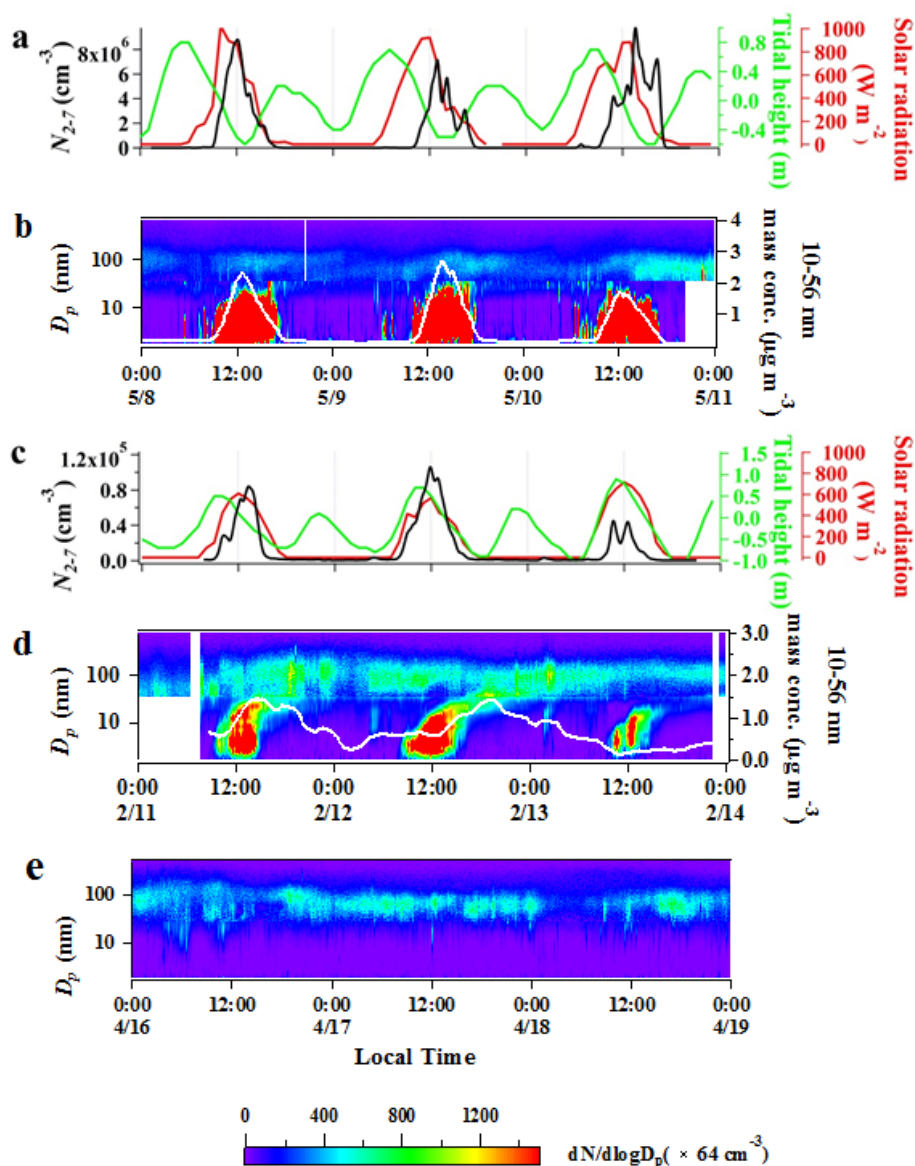 a
N2-7 (cm-3)
8x10^6
6
4
2
0
0.8
0.4
0.0
-0.4
Tidal height (m)
1000
800
600
400
200
0
Solar radiation
(W m-2)
b
Dp (nm)
100
10
4
3
2
1
mass conc. (µg m-3)
10-56 nm
0:00 12:00 0:00 12:00 0:00 12:00 0:00
5/8 5/9 5/10 5/11
c
N2-7 (cm-3)
1.2x10^5
0.8
0.4
0.0
1.5
1.0
0.5
0.0
-0.5
-1.0
Tidal height (m)
1000
800
600
400
200
0
Solar radiation
(W m-2)
d
Dp (nm)
100
10
3.0
2.0
1.0
0.0
mass conc. (µg m-3)
10-56 nm
0:00 12:00 0:00 12:00 0:00 12:00 0:00
2/11 2/12 2/13 2/14
e
Dp (nm)
100
10
0:00 12:00 0:00 12:00 0:00 12:00 0:00
4/16 4/17 4/18 4/19
Local Time
0 400 800 1200
dN/dlogDp( × 64 cm-3)